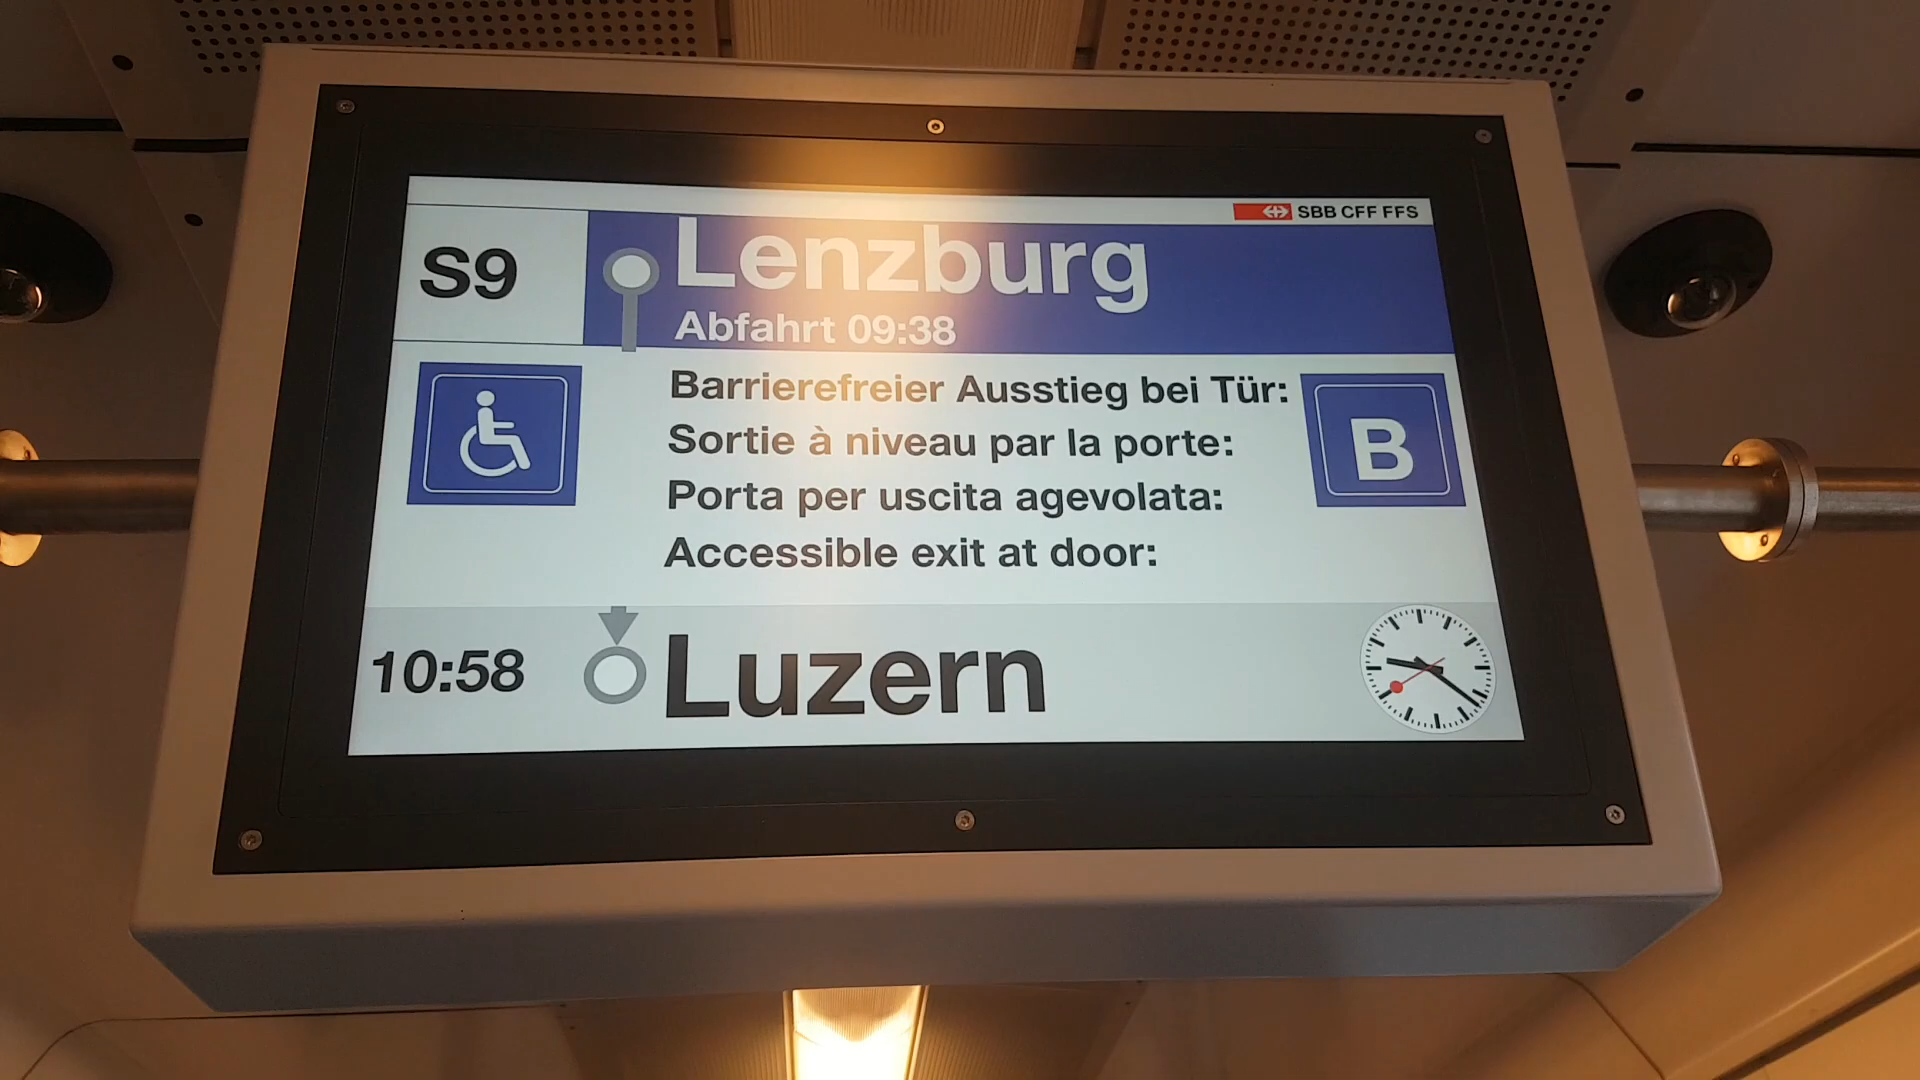 SBB CFF FFS
S9
Lenzburg
Abfahrt 09:38
Barrierefreier Ausstieg bei Tür:
Sortie à niveau par la porte:
Porta per uscita agevolata:
Accessible exit at door:
B
10:58
Luzern